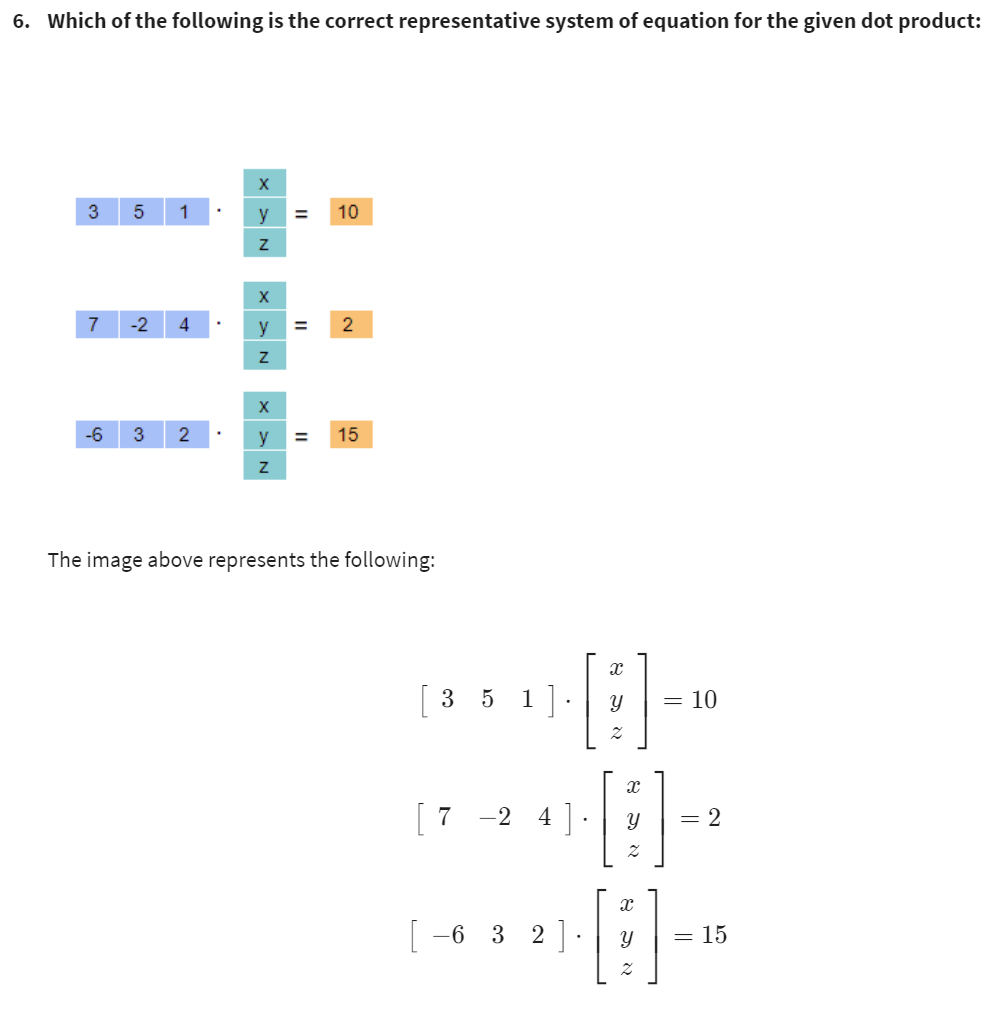 6. Which of the following is the correct representative system of equation for the given dot product:
x
3 5 1 · y = 10
z
x
7 -2 4 · y = 2
z
x
-6 3 2 · y = 15
z
The image above represents the following:
x
[ 3 5 1 ] · [ y ] = 10
z
x
[ 7 −2 4 ] · [ y ] = 2
z
x
[ −6 3 2 ] · [ y ] = 15
z